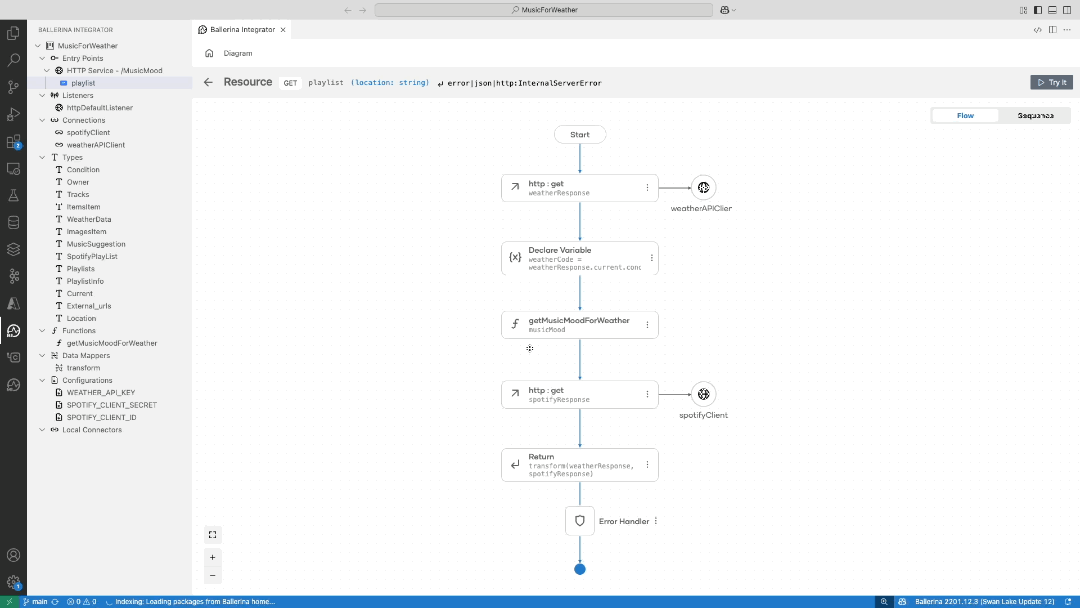 MusicForWeather
BALLERINA INTEGRATOR
MusicForWeather
Entry Points
HTTP Service - /MusicMood
playlist
Listeners
httpDefaultListener
Connections
spotifyClient
weatherAPIClient
Types
Condition
Owner
Tracks
ItemsItem
WeatherData
ImagesItem
MusicSuggestion
SpotifyPlayList
Playlists
PlaylistInfo
Current
External_urls
Location
Functions
getMusicMoodForWeather
Data Mappers
transform
Configurations
WEATHER_API_KEY
SPOTIFY_CLIENT_SECRET
SPOTIFY_CLIENT_ID
Local Connectors
Ballerina Integrator
Diagram
Resource GET playlist (location: string) error|json|http:InternalServerError
Try It
Flow Sequence
Start
http : get
weatherResponse
weatherAPIClien
Declare Variable
weatherCode =
weatherResponse.current.conc
getMusicMoodForWeather
musicMood
http : get
spotifyResponse
spotifyClient
Return
transform(weatherResponse,
spotifyResponse)
Error Handler
2
1
main 0 0 Indexing: Loading packages from Ballerina home... Ballerina 2201.12.3 (Swan Lake Update 12)